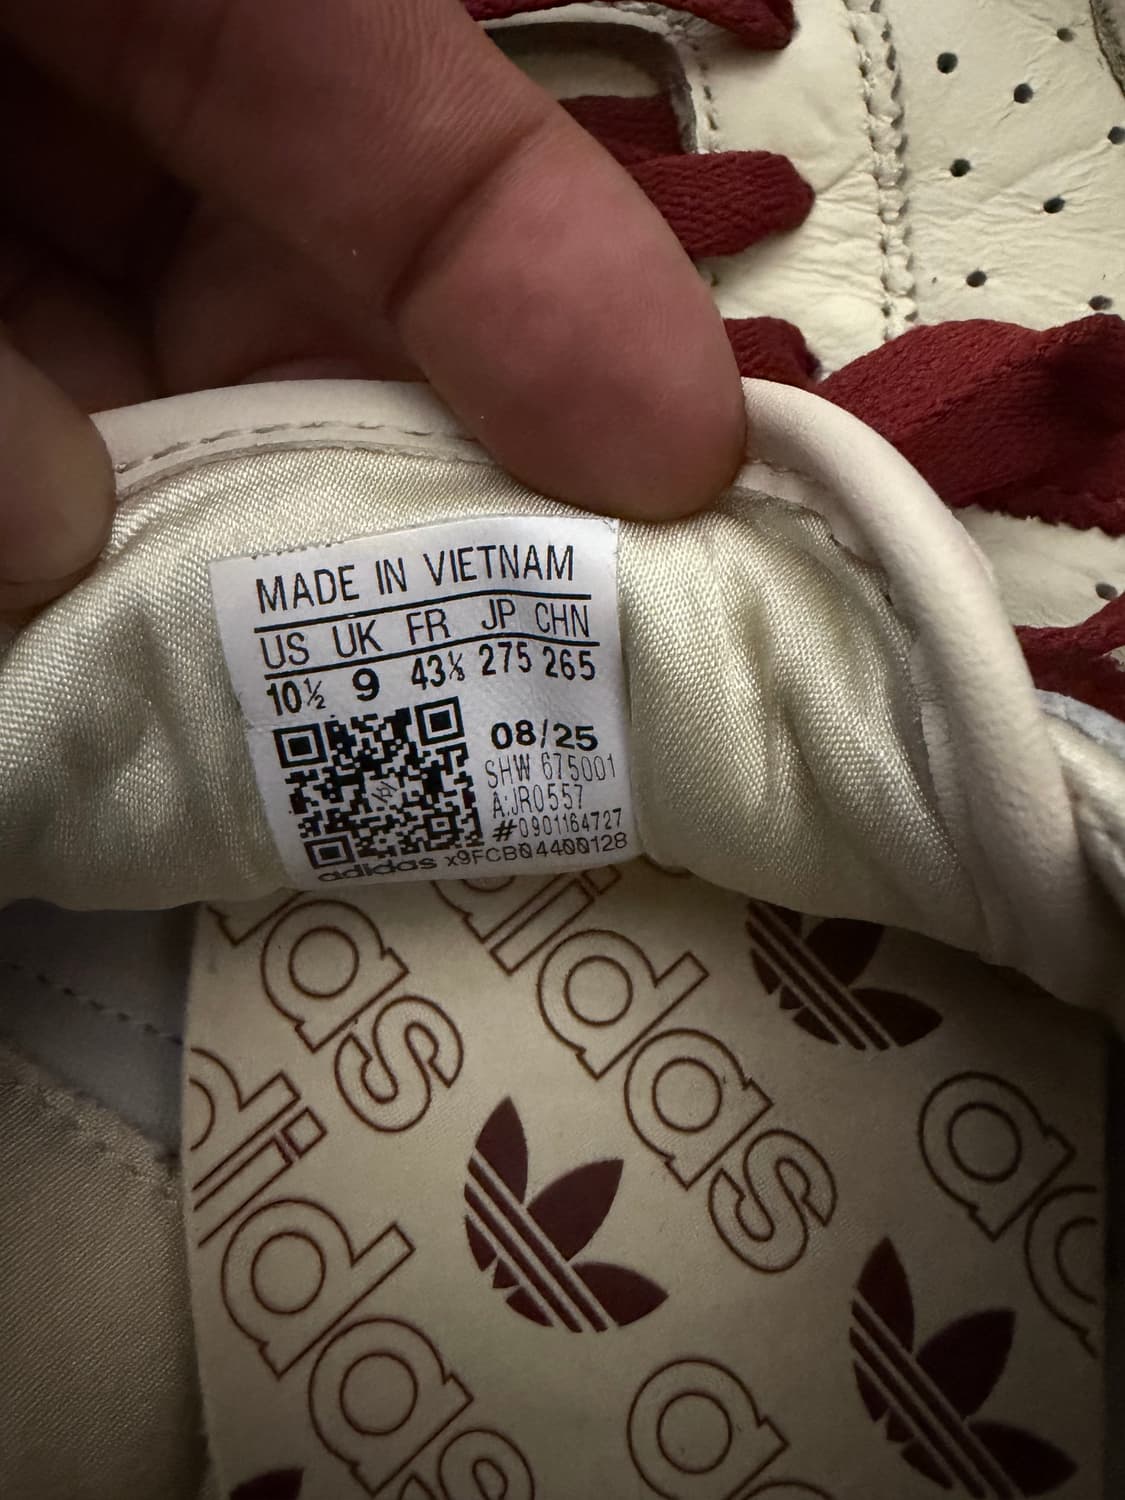 MADE IN VIETNAM
US UK FR JP CHN
10½ 9 43⅓ 275 265
08/25
SHW 675001
A:JR0557
#0901164727
adidas x9FCB04400128
adidas
adidas
adidas